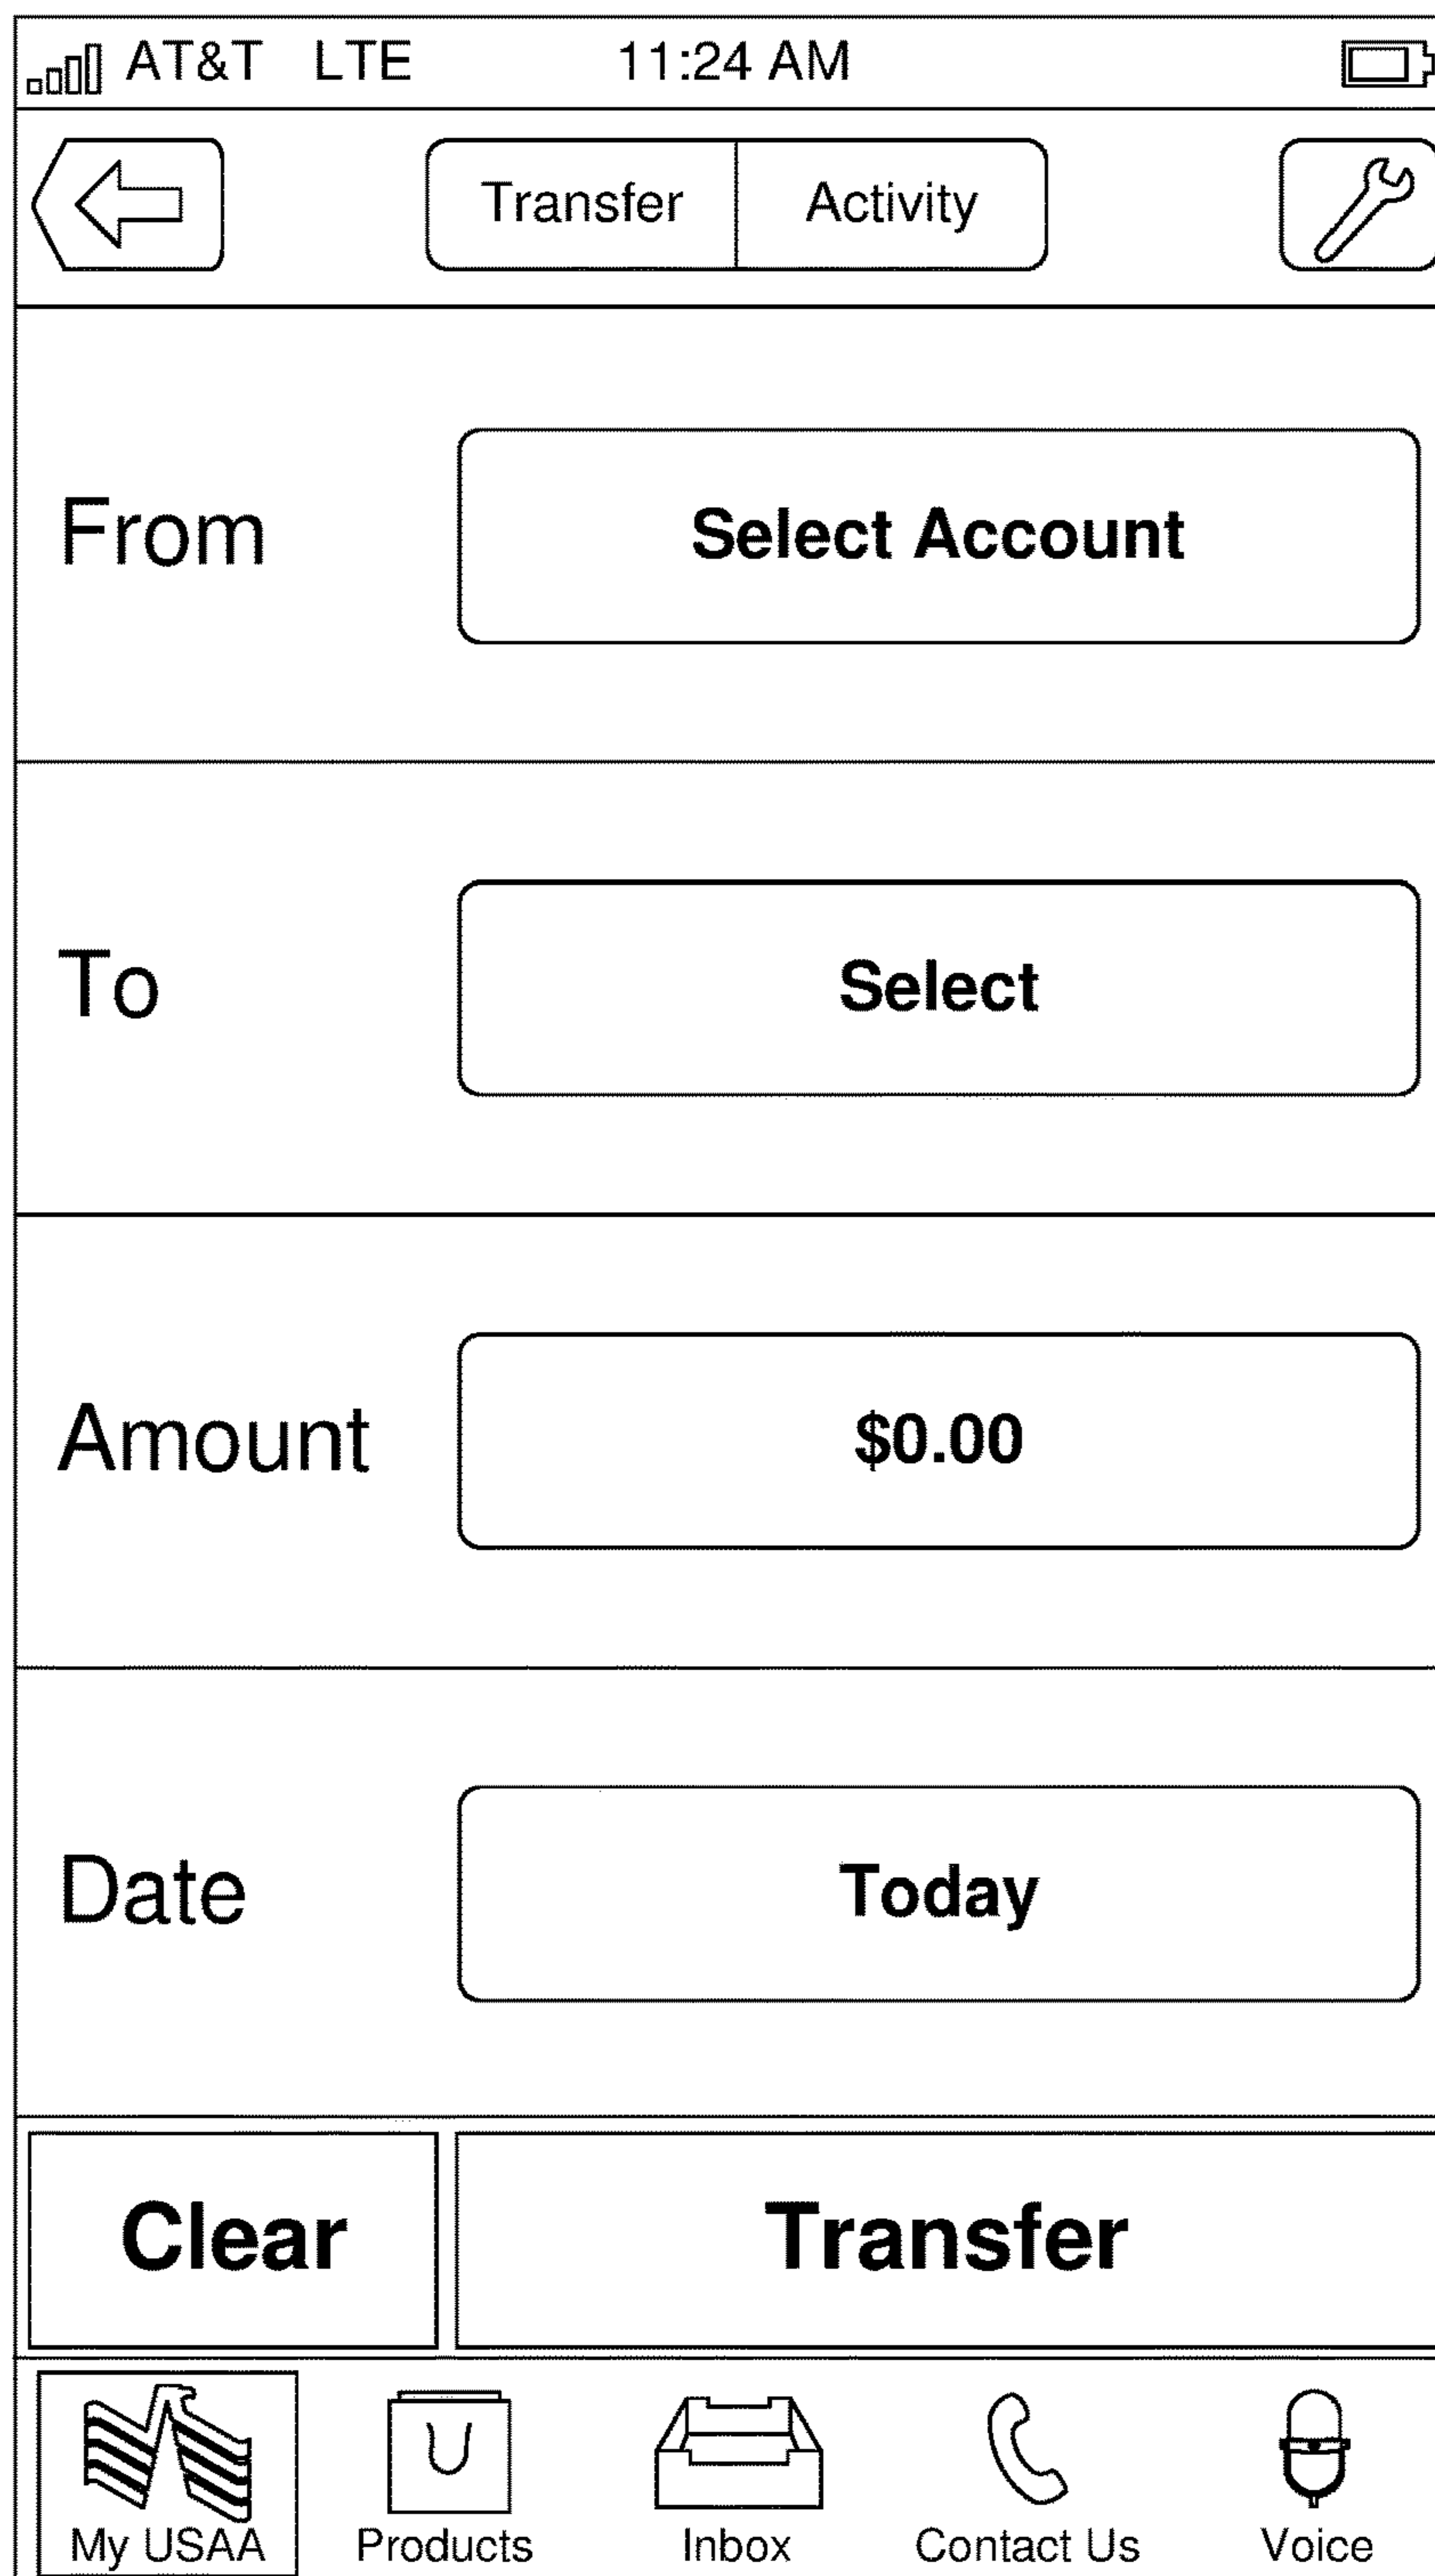 AT&T LTE 11:24 AM
Transfer Activity
From Select Account
To Select
Amount $0.00
Date Today
Clear Transfer
My USAA Products Inbox Contact Us Voice